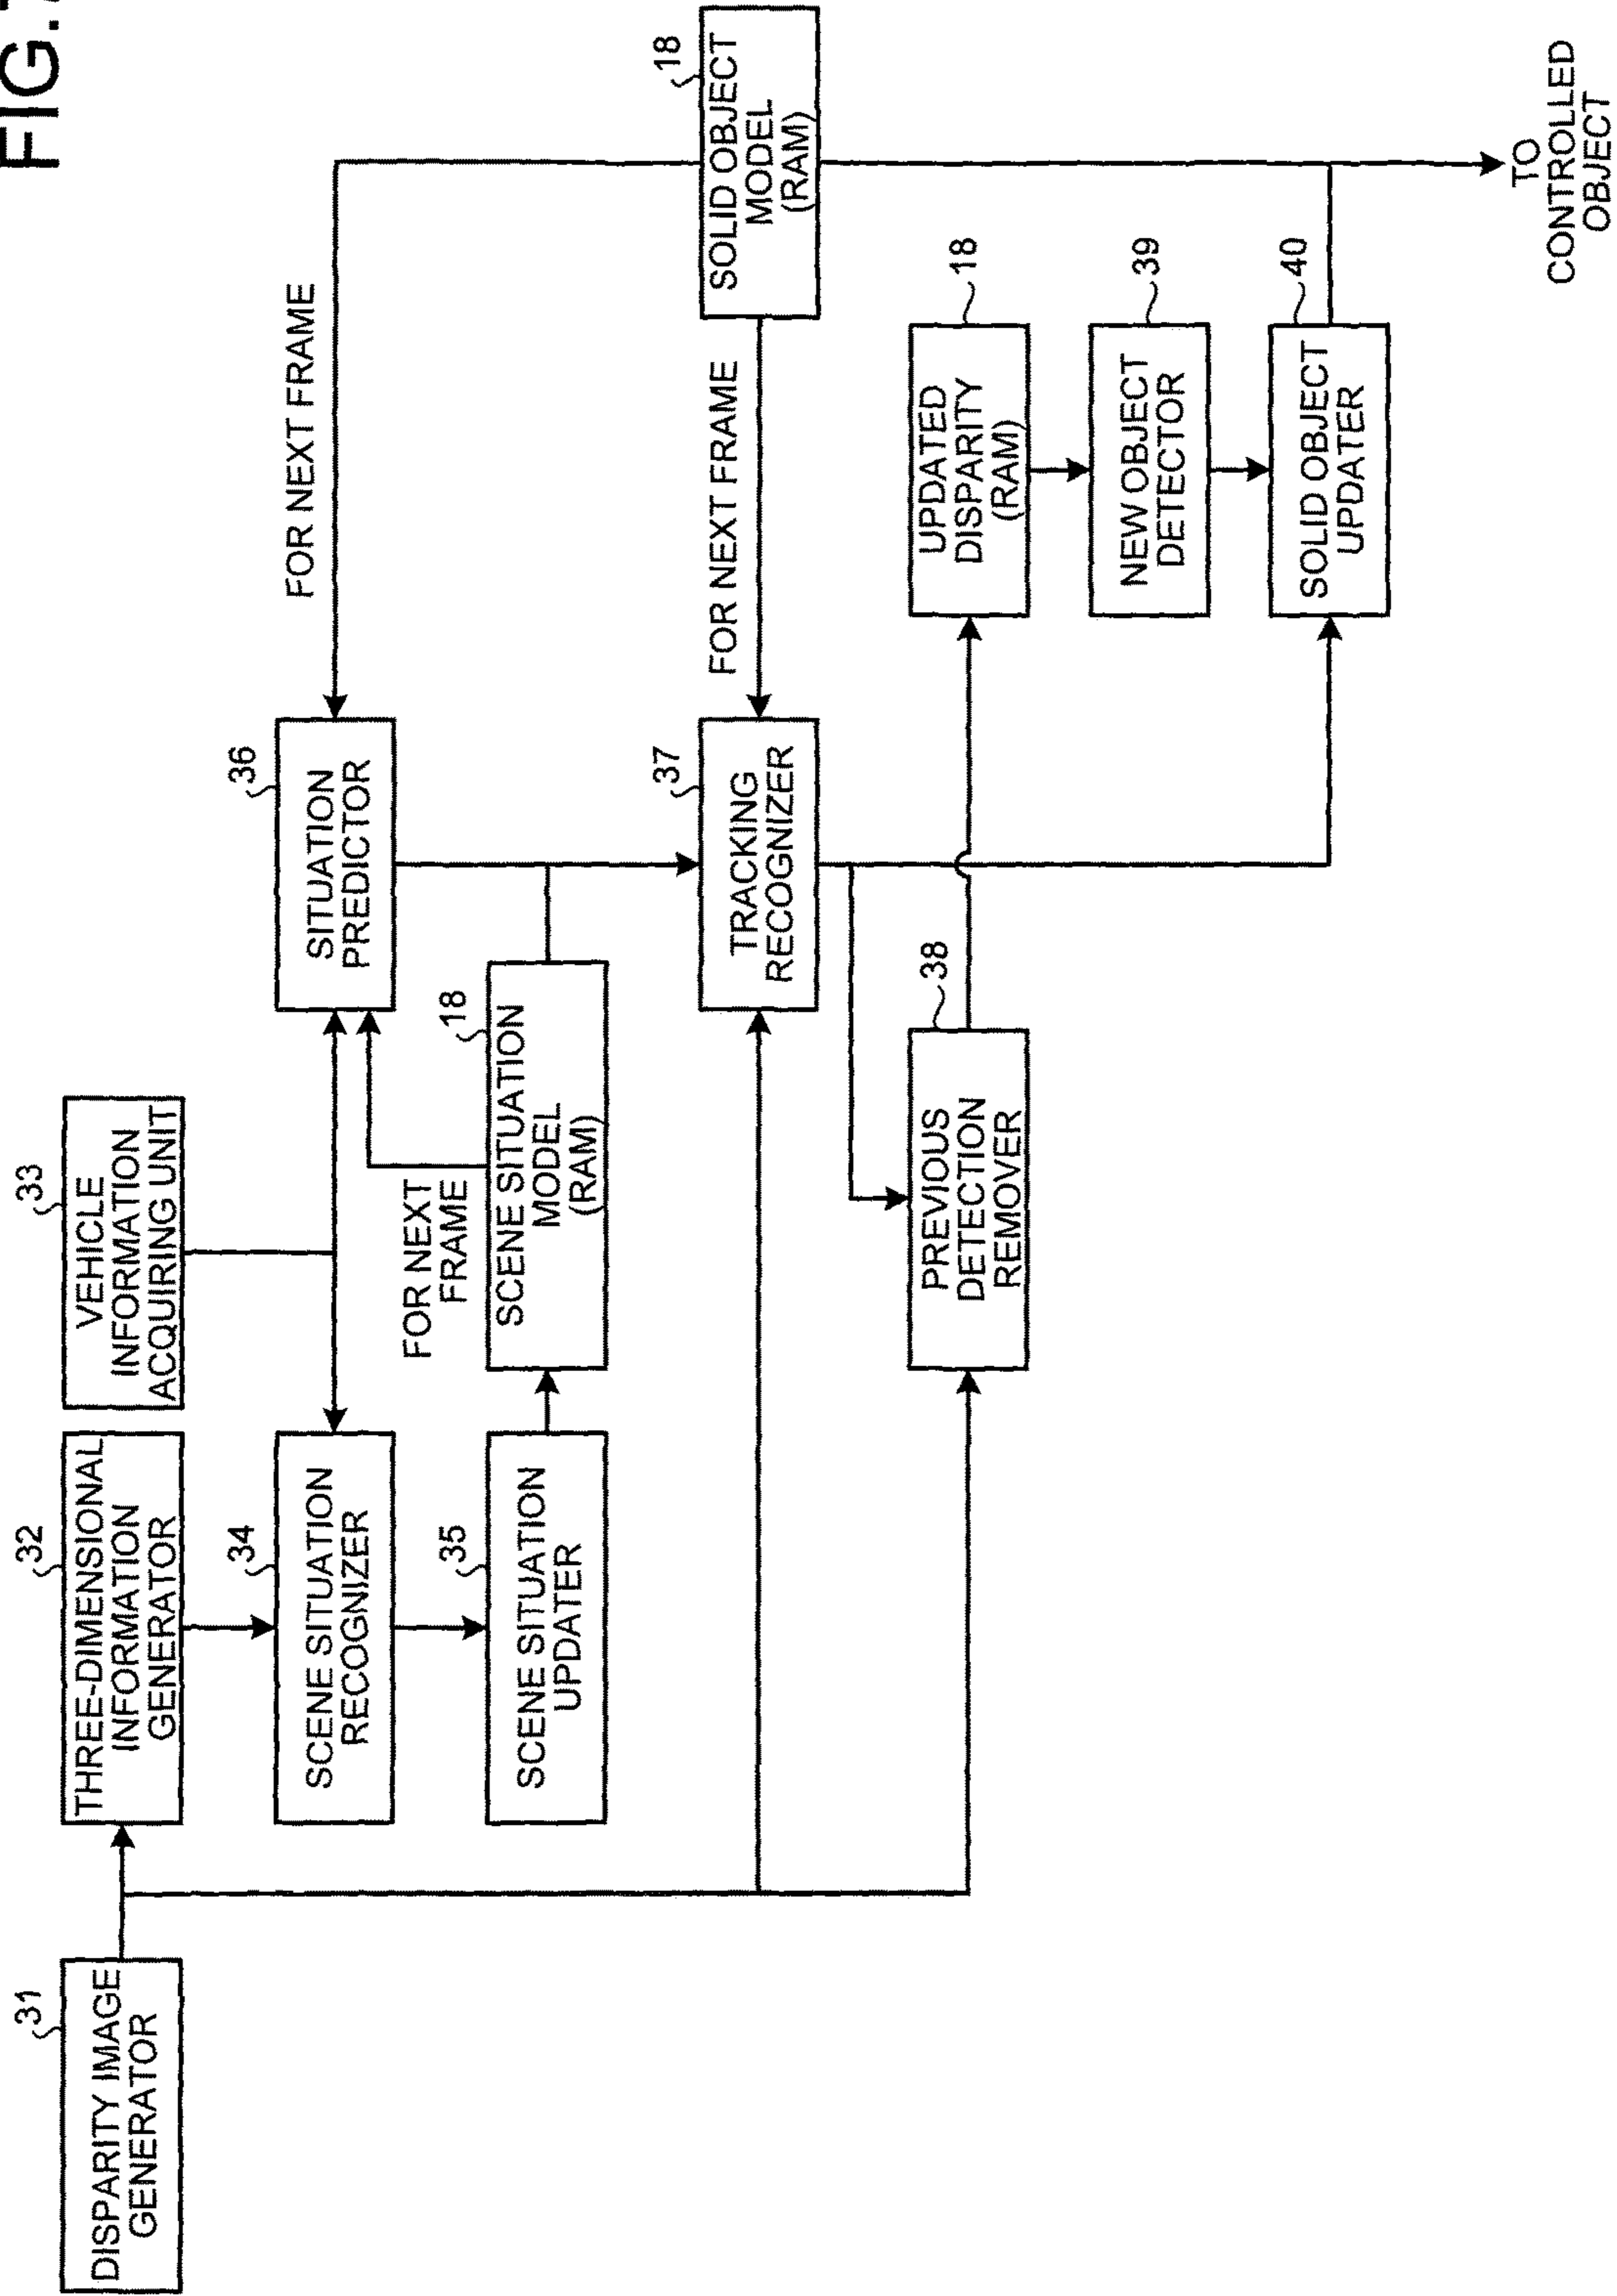 FIG.
31
DISPARITY IMAGE
GENERATOR
32
THREE-DIMENSIONAL
INFORMATION
GENERATOR
33
VEHICLE
INFORMATION
ACQUIRING UNIT
34
SCENE SITUATION
RECOGNIZER
36
SITUATION
PREDICTOR
FOR NEXT FRAME
35
SCENE SITUATION
UPDATER
FOR NEXT
FRAME
18
SCENE SITUATION
MODEL
(RAM)
37
TRACKING
RECOGNIZER
FOR NEXT FRAME
18
SOLID OBJECT
MODEL
(RAM)
38
PREVIOUS
DETECTION
REMOVER
18
UPDATED
DISPARITY
(RAM)
39
NEW OBJECT
DETECTOR
40
SOLID OBJECT
UPDATER
TO
CONTROLLED
OBJECT